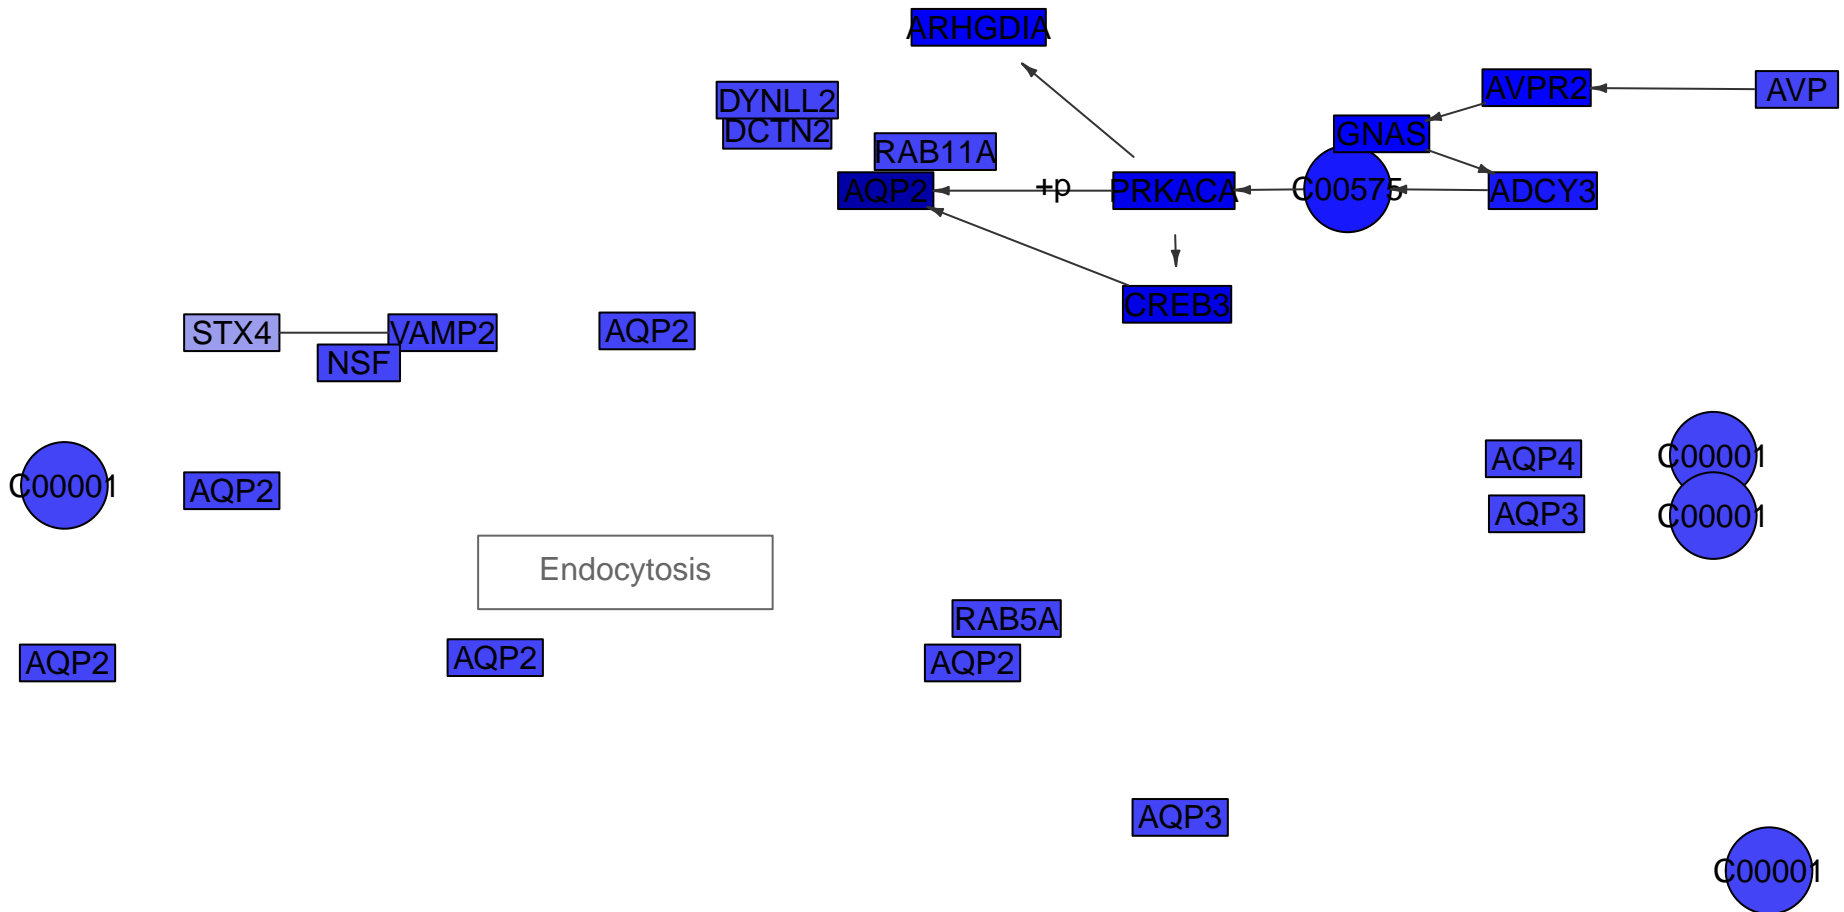 ARHGDIA
DYNLL2
AVPR2
AVP
DCTN2
GNAS
RAB11A
AQP2
+p
PRKACA
C00575
ADCY3
CREB3
STX4
VAMP2
AQP2
NSF
C00001
AQP2
AQP4
C00001
AQP3
C00001
Endocytosis
RAB5A
AQP2
AQP2
AQP2
AQP3
C00001